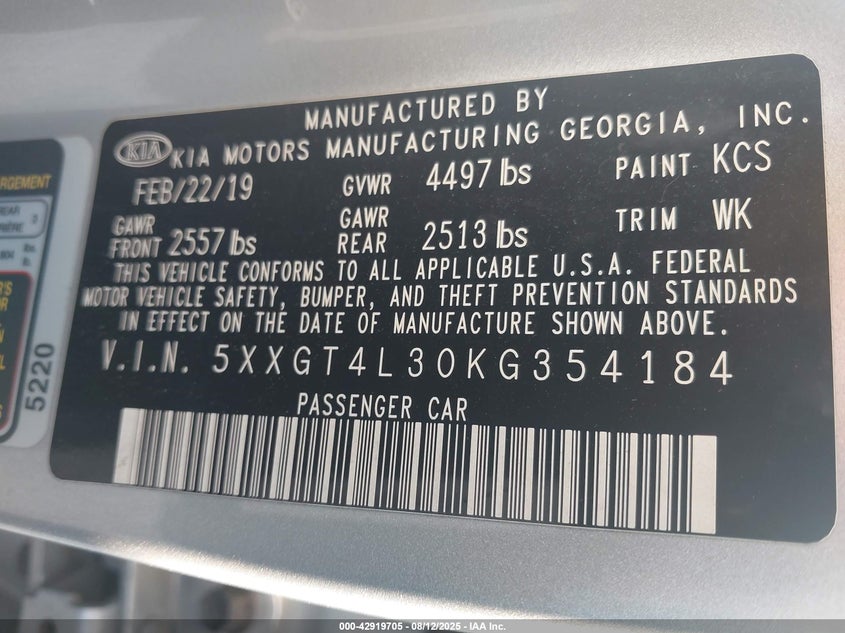 MANUFACTURED BY
KIA KIA MOTORS MANUFACTURING GEORGIA, INC.
FEB/22/19 GVWR 4497 lbs PAINT KCS
GAWR FRONT 2557 lbs GAWR REAR 2513 lbs TRIM WK
THIS VEHICLE CONFORMS TO ALL APPLICABLE U.S.A. FEDERAL
MOTOR VEHICLE SAFETY, BUMPER, AND THEFT PREVENTION STANDARDS
IN EFFECT ON THE DATE OF MANUFACTURE SHOWN ABOVE.
V.I.N. 5XXGT4L30KG354184
PASSENGER CAR
5220
000-42919705 - 08/12/2025 - IAA Inc.